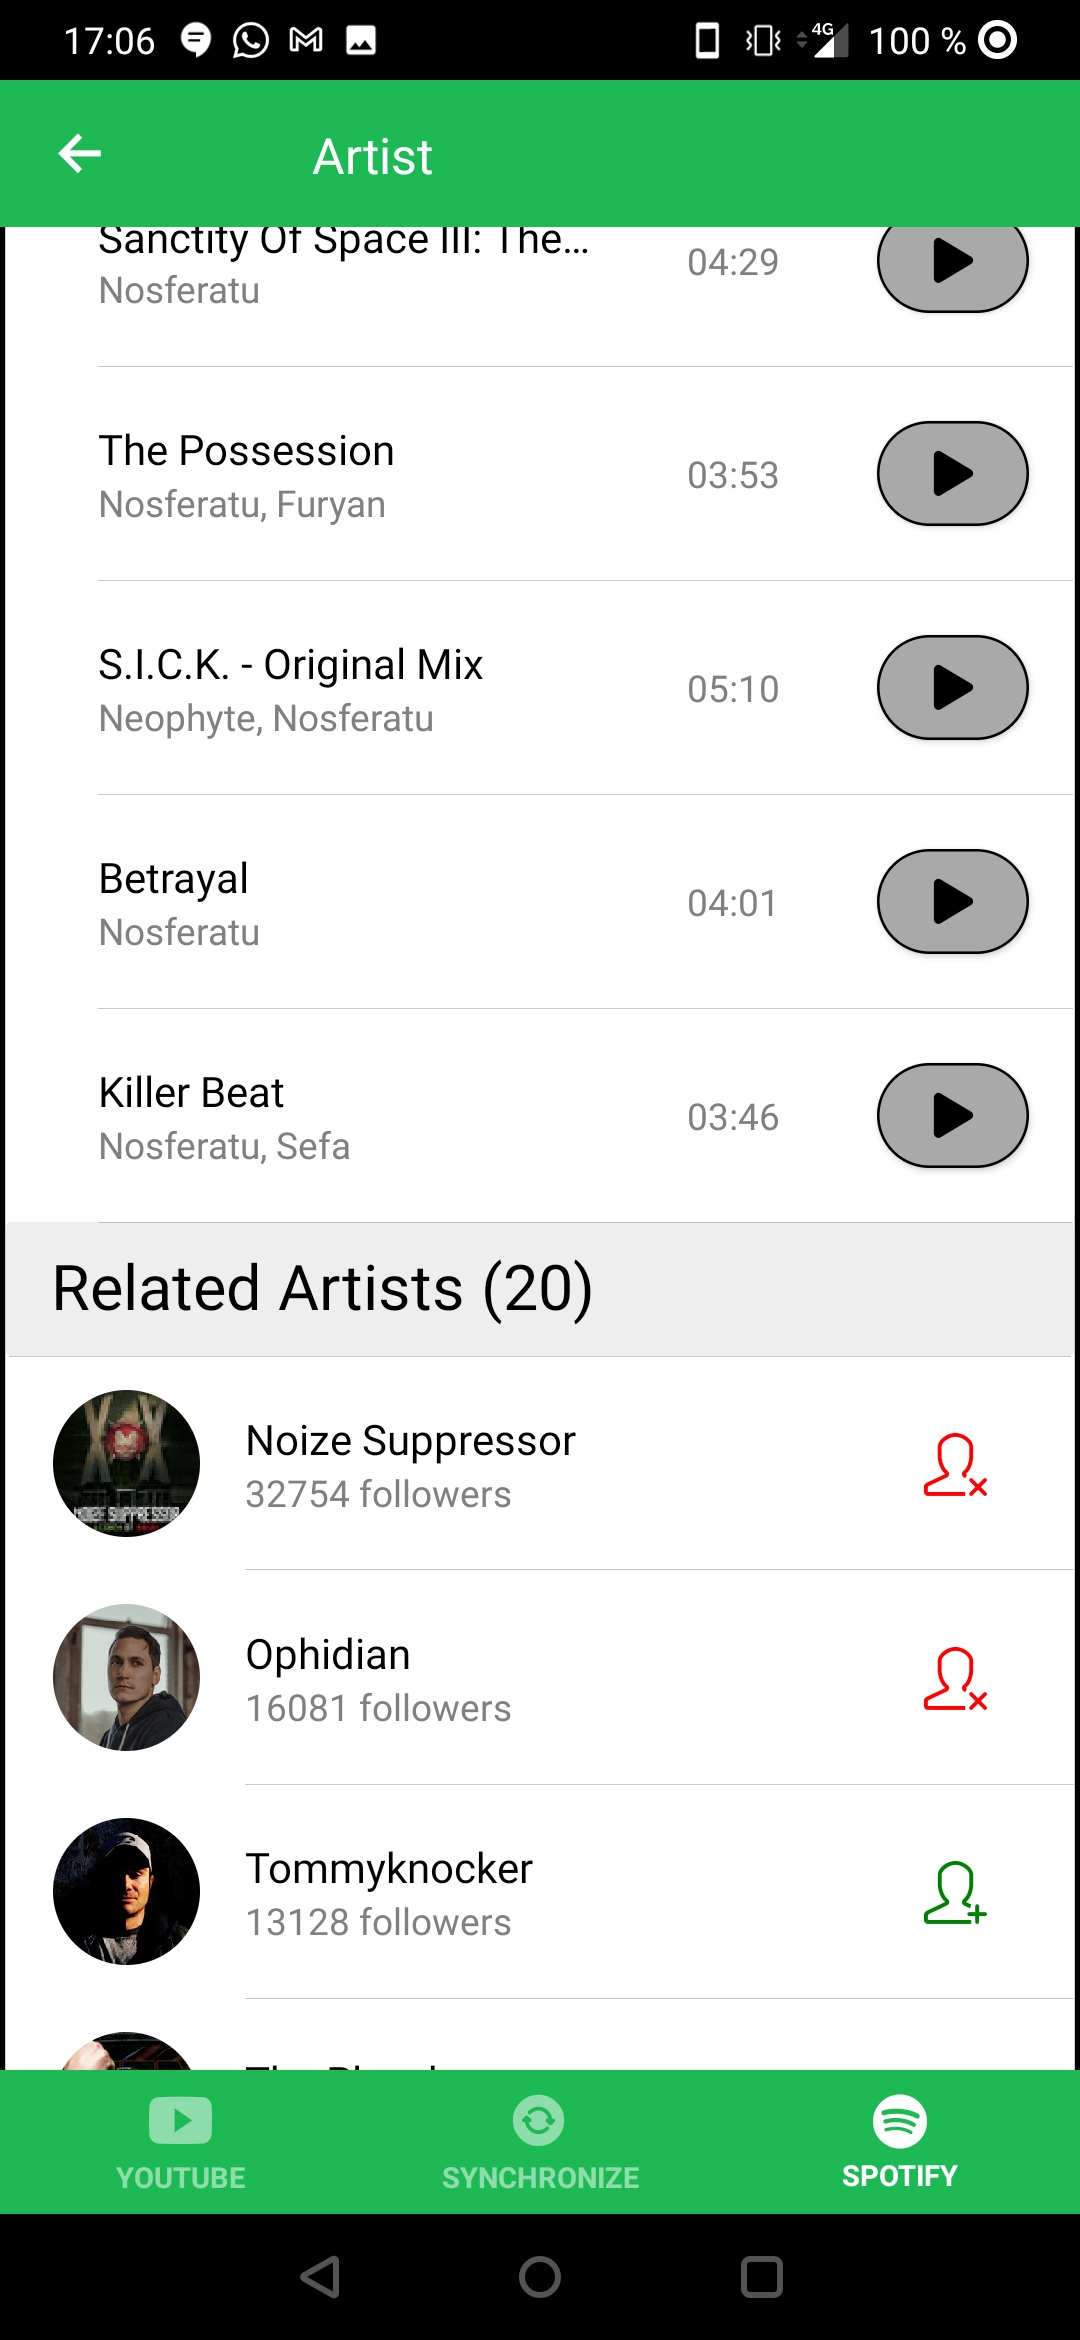 17:06
4G
100 %
Artist
Sanctity Of Space III: The...
04:29
Nosferatu
The Possession
03:53
Nosferatu, Furyan
S.I.C.K. - Original Mix
05:10
Neophyte, Nosferatu
Betrayal
04:01
Nosferatu
Killer Beat
03:46
Nosferatu, Sefa
Related Artists (20)
Noize Suppressor
32754 followers
Ophidian
16081 followers
Tommyknocker
13128 followers
YOUTUBE
SYNCHRONIZE
SPOTIFY